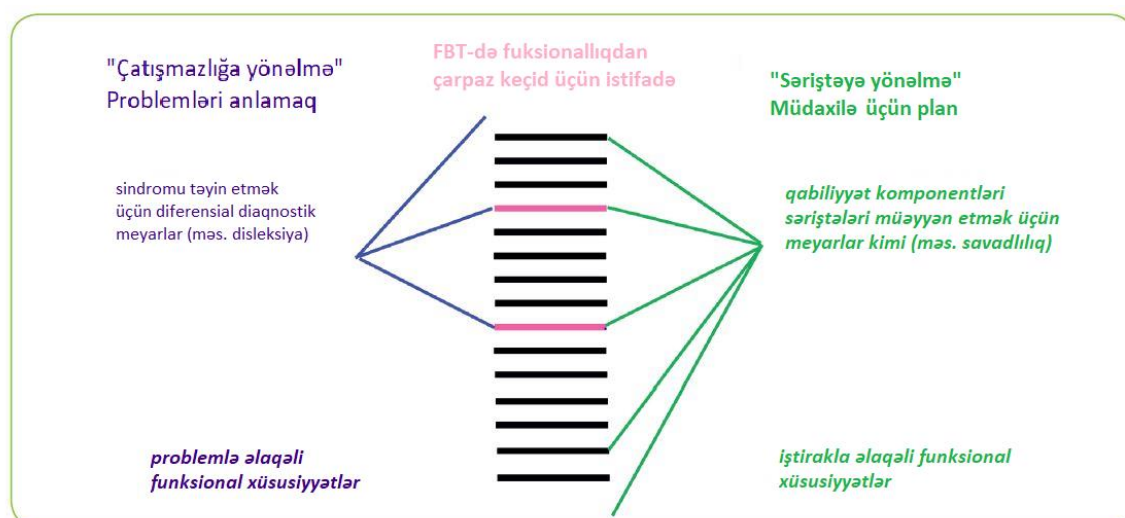 "Çatışmazlığa yönəlmə"
Problemləri anlamaq
FBT-də fuksionallıqdan
çarpaz keçid üçün istifadə
"Səriştəyə yönəlmə"
Müdaxilə üçün plan
sindromu təyin etmək
üçün diferensial diaqnostik
meyarlar (məs. disleksiya)
qabiliyyət komponentləri
səriştələri müəyyən etmək üçün
meyarlar kimi (məs. savadlılıq)
problemlə əlaqəli
funksional xüsusiyyətlər
iştirakla əlaqəli funksional
xüsusiyyətlər